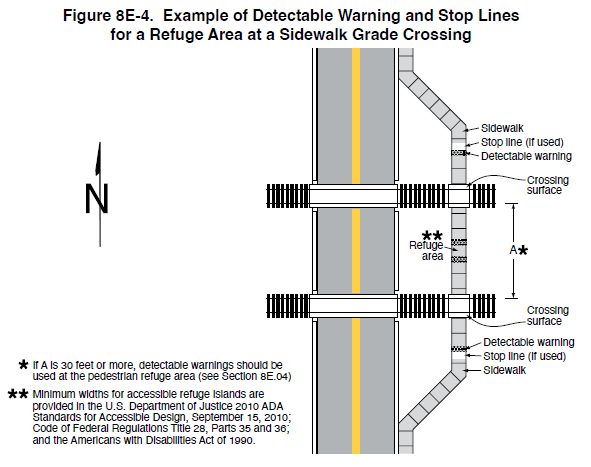 Figure 8E-4.  Example of Detectable Warning and Stop Lines
for a Refuge Area at a Sidewalk Grade Crossing
Sidewalk
Stop line (if used)
Detectable warning
Crossing
surface
N
**
Refuge
area
A*
Crossing
surface
Detectable warning
Stop line (if used)
Sidewalk
* If A is 30 feet or more, detectable warnings should be
used at the pedestrian refuge area (see Section 8E.04)
** Minimum widths for accessible refuge islands are
provided in the U.S. Department of Justice 2010 ADA
Standards for Accessible Design, September 15, 2010;
Code of Federal Regulations Title 28, Parts 35 and 36;
and the Americans with Disabilities Act of 1990.